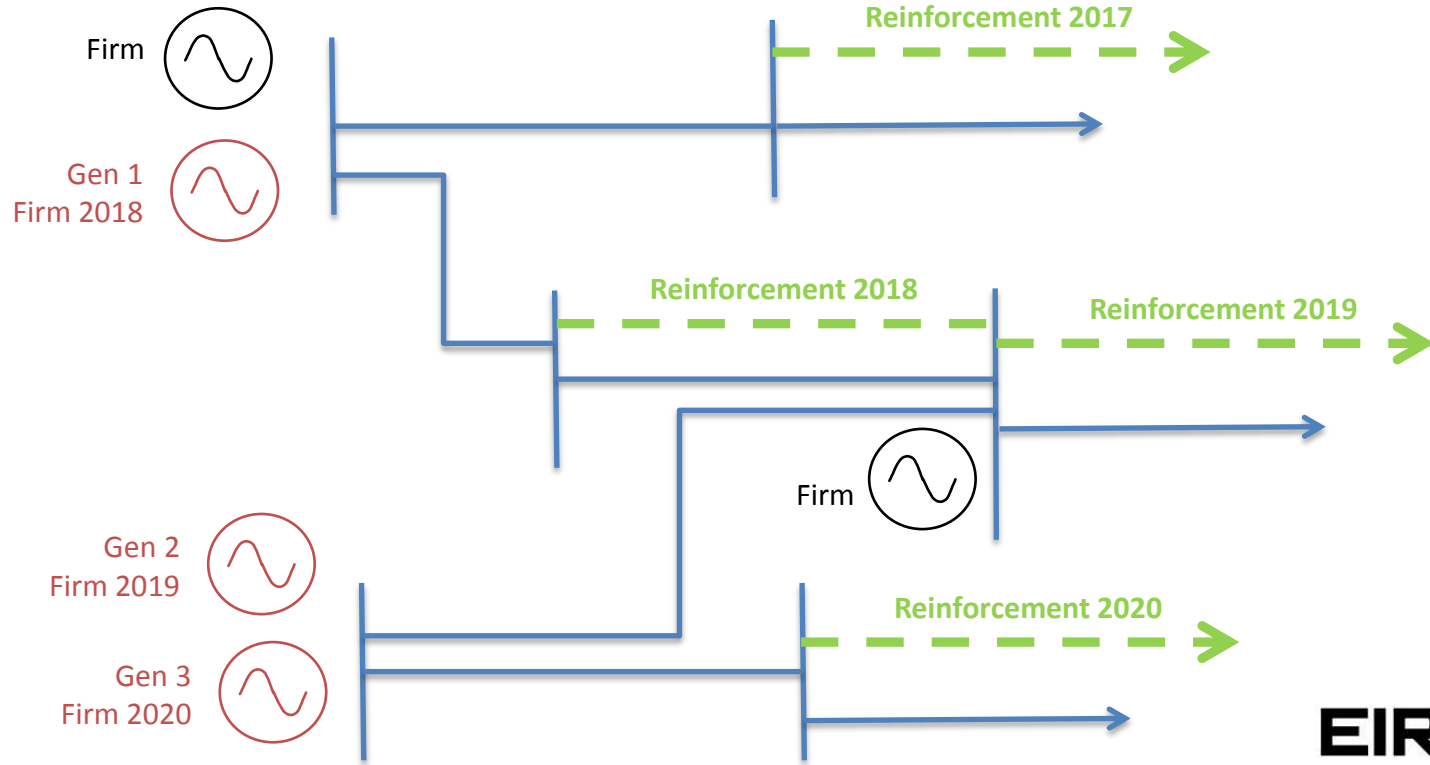 Reinforcement 2017
Firm
Gen 1
Firm 2018
Reinforcement 2018
Reinforcement 2019
Firm
Gen 2
Firm 2019
Reinforcement 2020
Gen 3
Firm 2020
EIR